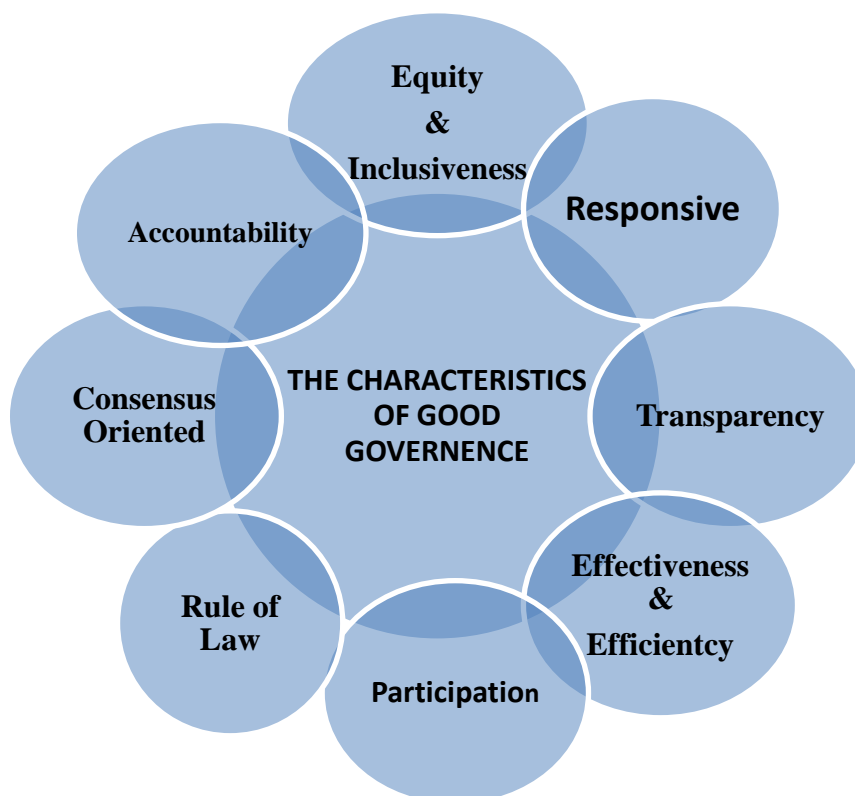 Equity
&
Inclusiveness
Responsive
Accountability
THE CHARACTERISTICS
OF GOOD
GOVERNENCE
Consensus
Oriented
Transparency
Effectiveness
&
Efficientcy
Rule of
Law
Participation